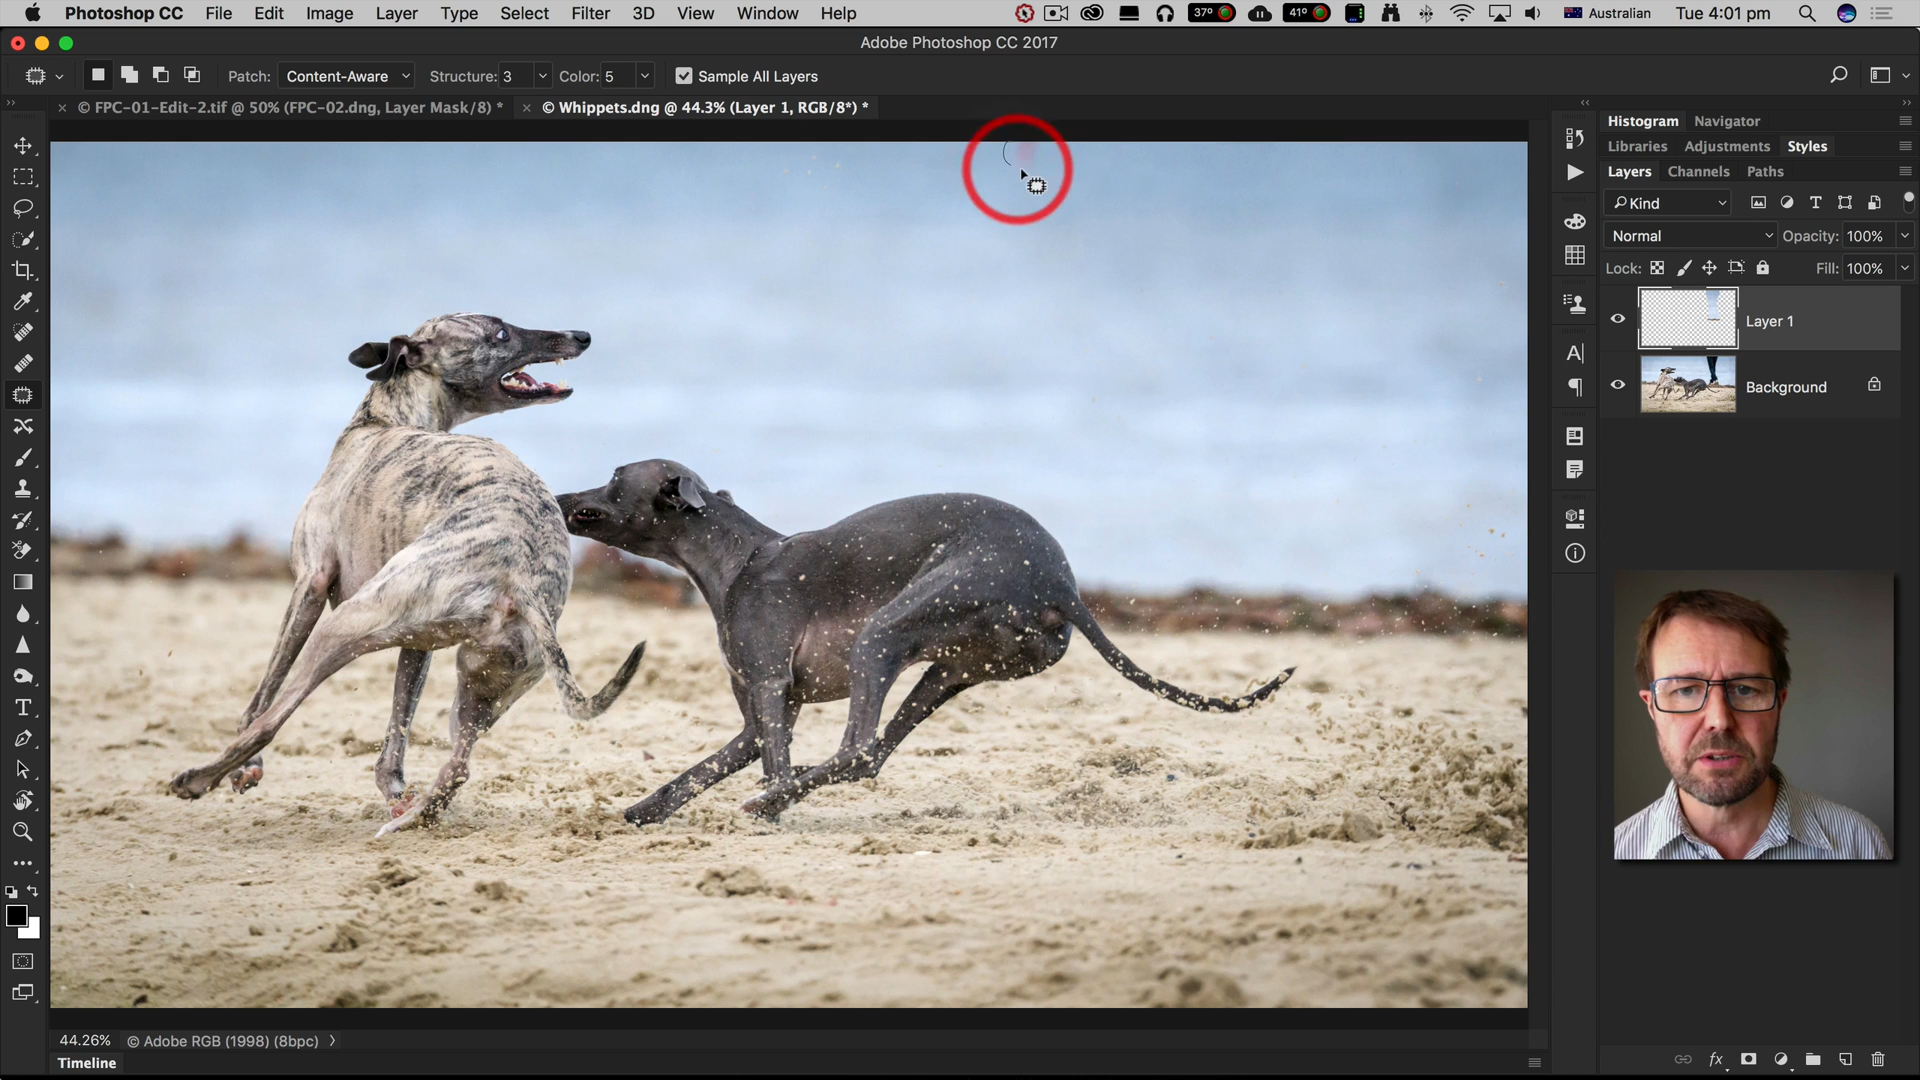 Photoshop CC File Edit Image Layer Type Select Filter 3D View Window Help 37° 41° Australian Tue 4:01 pm
Adobe Photoshop CC 2017
Patch: Content-Aware Structure: 3 Color: 5 Sample All Layers
× © FPC-01-Edit-2.tif @ 50% (FPC-02.dng, Layer Mask/8) * × © Whippets.dng @ 44.3% (Layer 1, RGB/8*) *
Histogram Navigator
Libraries Adjustments Styles
Layers Channels Paths
Kind
Normal Opacity: 100%
Lock: Fill: 100%
Layer 1
Background
44.26% © Adobe RGB (1998) (8bpc)
Timeline